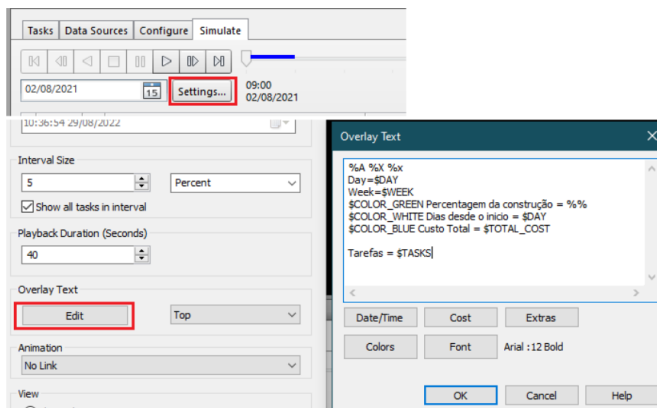 Tasks Data Sources Configure Simulate
02/08/2021 15 Settings... 09:00
02/08/2021
10:36:54 29/08/2022
Interval Size
5 Percent
Show all tasks in interval
Playback Duration (Seconds)
40
Overlay Text
Edit Top
Animation
No Link
View
Overlay Text
%A %X %x
Day=$DAY
Week=$WEEK
$COLOR_GREEN Percentagem da construção = %%
$COLOR_WHITE Dias desde o inicio = $DAY
$COLOR_BLUE Custo Total = $TOTAL_COST
Tarefas = $TASKS
Date/Time Cost Extras
Colors Font Arial :12 Bold
OK Cancel Help